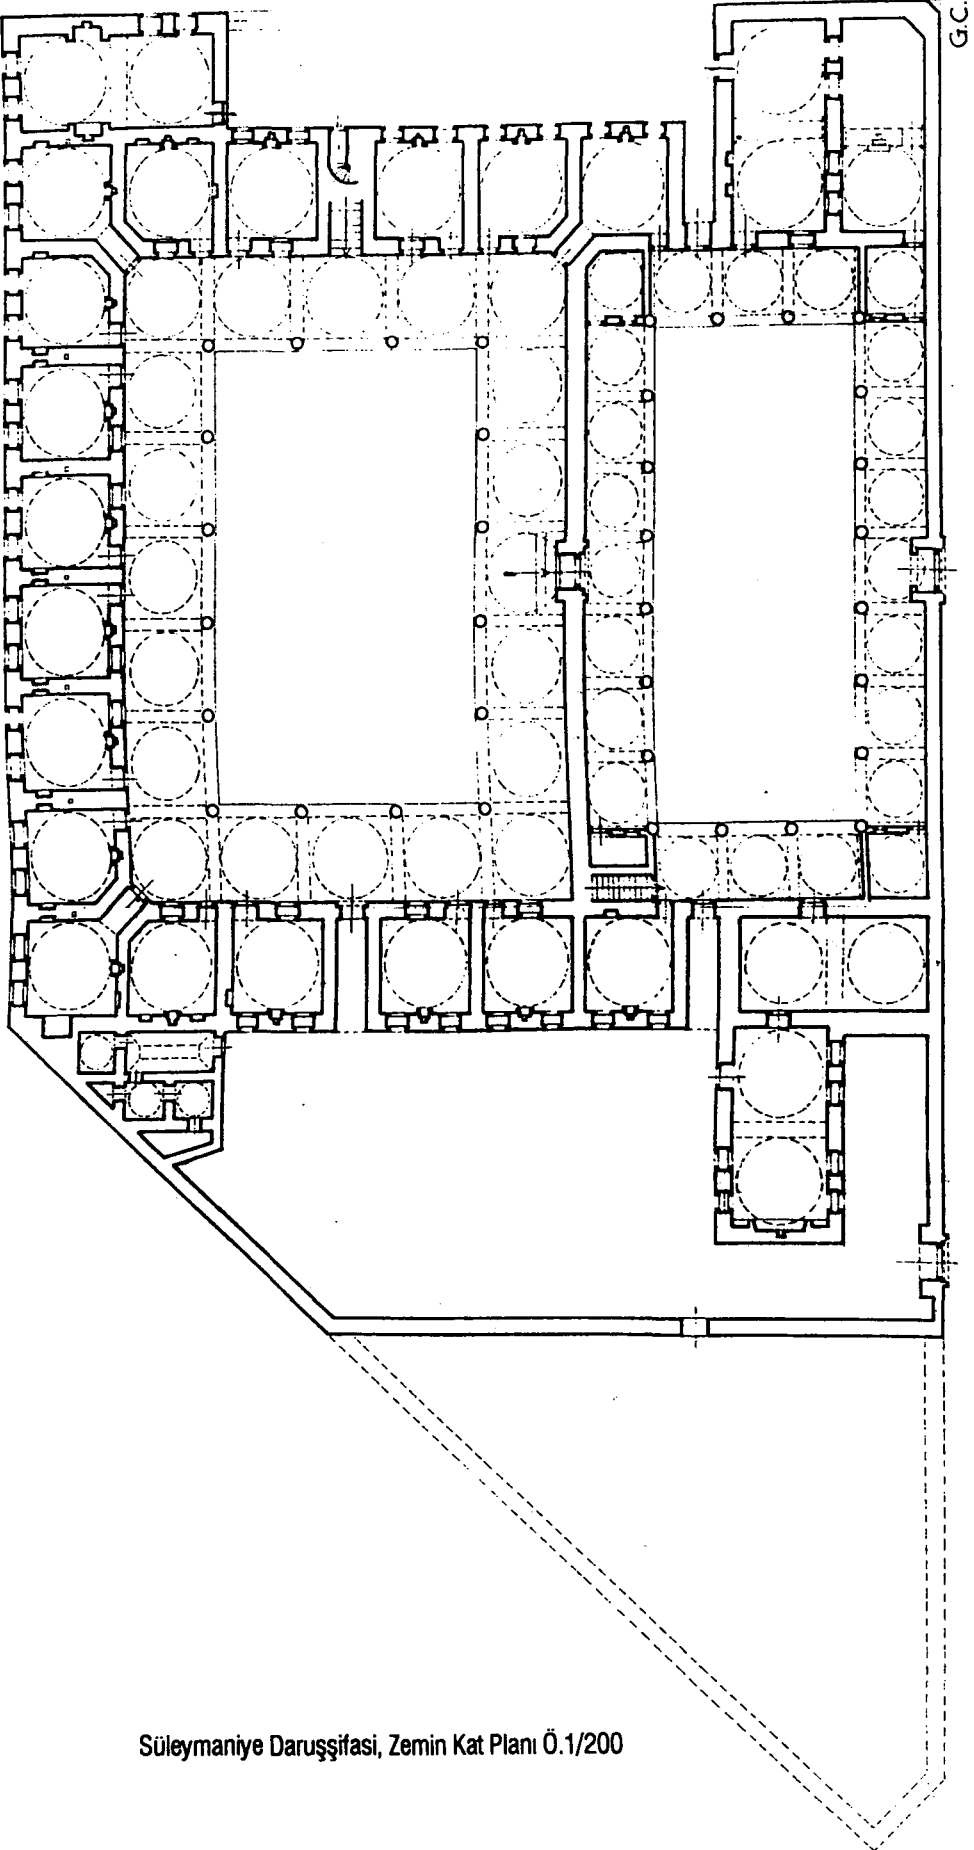 G.C.
Süleymaniye Daruşşifasi, Zemin Kat Planı Ö.1/200